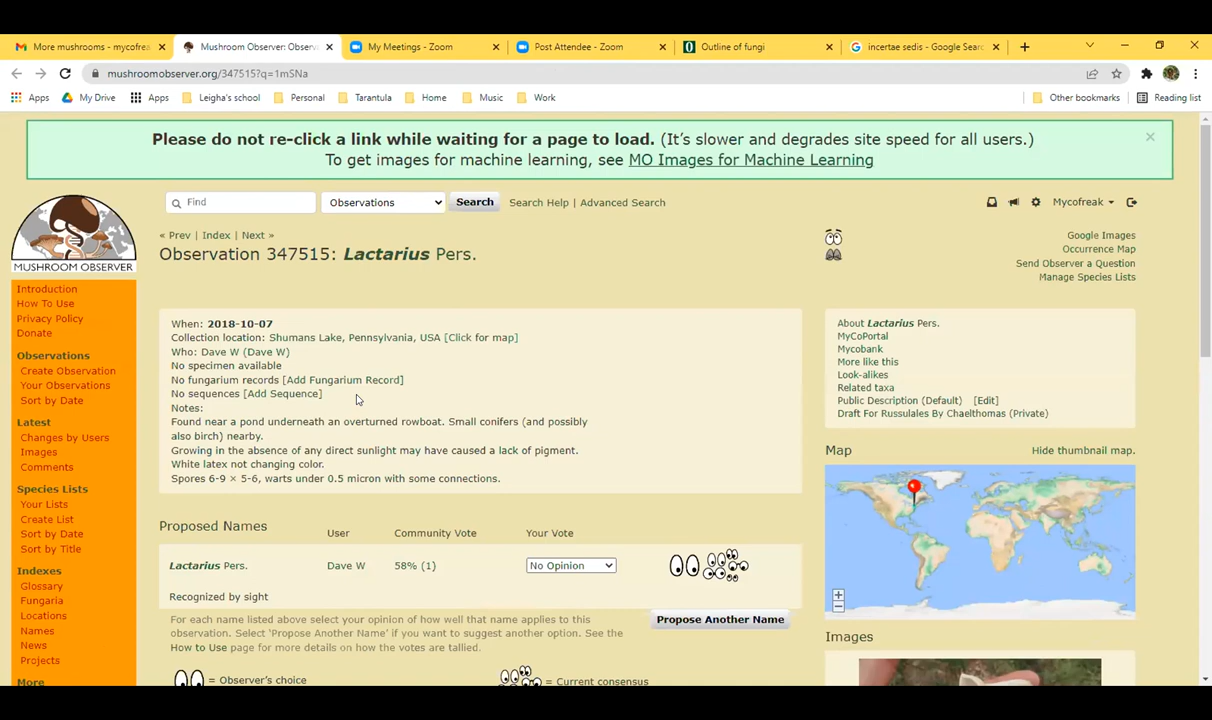 More mushrooms - mycofrea
Mushroom Observer: Observa
My Meetings - Zoom
Post Attendee - Zoom
Outline of fungi
incertae sedis - Google Searc
mushroomobserver.org/347515?q=1mSNa
Apps
My Drive
Apps
Leigha's school
Personal
Tarantula
Home
Music
Work
Other bookmarks
Reading list
Please do not re-click a link while waiting for a page to load. (It's slower and degrades site speed for all users.)
To get images for machine learning, see MO Images for Machine Learning
MUSHROOM OBSERVER
Find
Observations
Search
Search Help | Advanced Search
Mycofreak
« Prev Index Next »
Observation 347515: Lactarius Pers.
Google Images
Occurrence Map
Send Observer a Question
Manage Species Lists
Introduction
How To Use
Privacy Policy
Donate
Observations
Create Observation
Your Observations
Sort by Date
Latest
Changes by Users
Images
Comments
Species Lists
Your Lists
Create List
Sort by Date
Sort by Title
Indexes
Glossary
Fungaria
Locations
Names
News
Projects
More
When: 2018-10-07
Collection location: Shumans Lake, Pennsylvania, USA [Click for map]
Who: Dave W (Dave W)
No specimen available
No fungarium records [Add Fungarium Record]
No sequences [Add Sequence]
Notes:
Found near a pond underneath an overturned rowboat. Small conifers (and possibly
also birch) nearby.
Growing in the absence of any direct sunlight may have caused a lack of pigment.
White latex not changing color.
Spores 6-9 × 5-6, warts under 0.5 micron with some connections.
Proposed Names
User
Community Vote
Your Vote
Lactarius Pers.
Dave W
58% (1)
No Opinion
Recognized by sight
For each name listed above select your opinion of how well that name applies to this
observation. Select 'Propose Another Name' if you want to suggest another option. See the
How to Use page for more details on how the votes are tallied.
Propose Another Name
= Observer's choice
= Current consensus
About Lactarius Pers.
MyCoPortal
Mycobank
More like this
Look-alikes
Related taxa
Public Description (Default) [Edit]
Draft For Russulales By Chaelthomas (Private)
Map
Hide thumbnail map.
Images